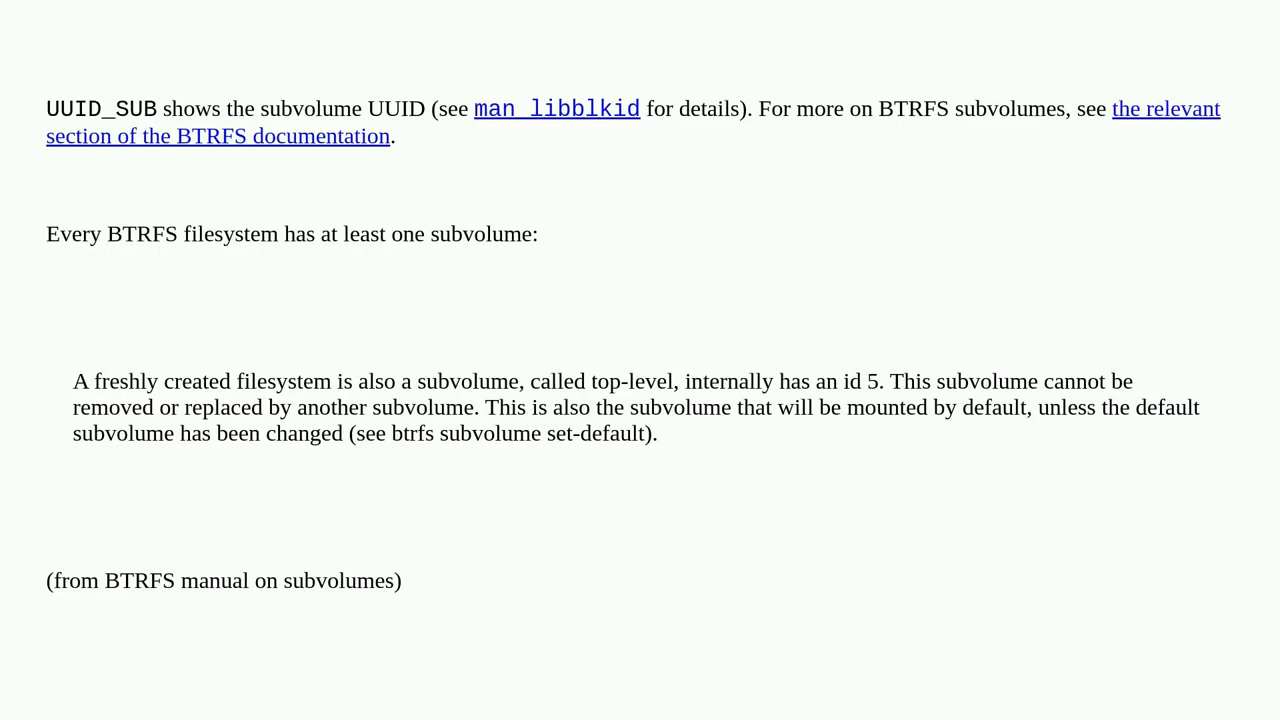 UUID_SUB shows the subvolume UUID (see man libblkid for details). For more on BTRFS subvolumes, see the relevant
section of the BTRFS documentation.
Every BTRFS filesystem has at least one subvolume:
A freshly created filesystem is also a subvolume, called top-level, internally has an id 5. This subvolume cannot be
removed or replaced by another subvolume. This is also the subvolume that will be mounted by default, unless the default
subvolume has been changed (see btrfs subvolume set-default).
(from BTRFS manual on subvolumes)